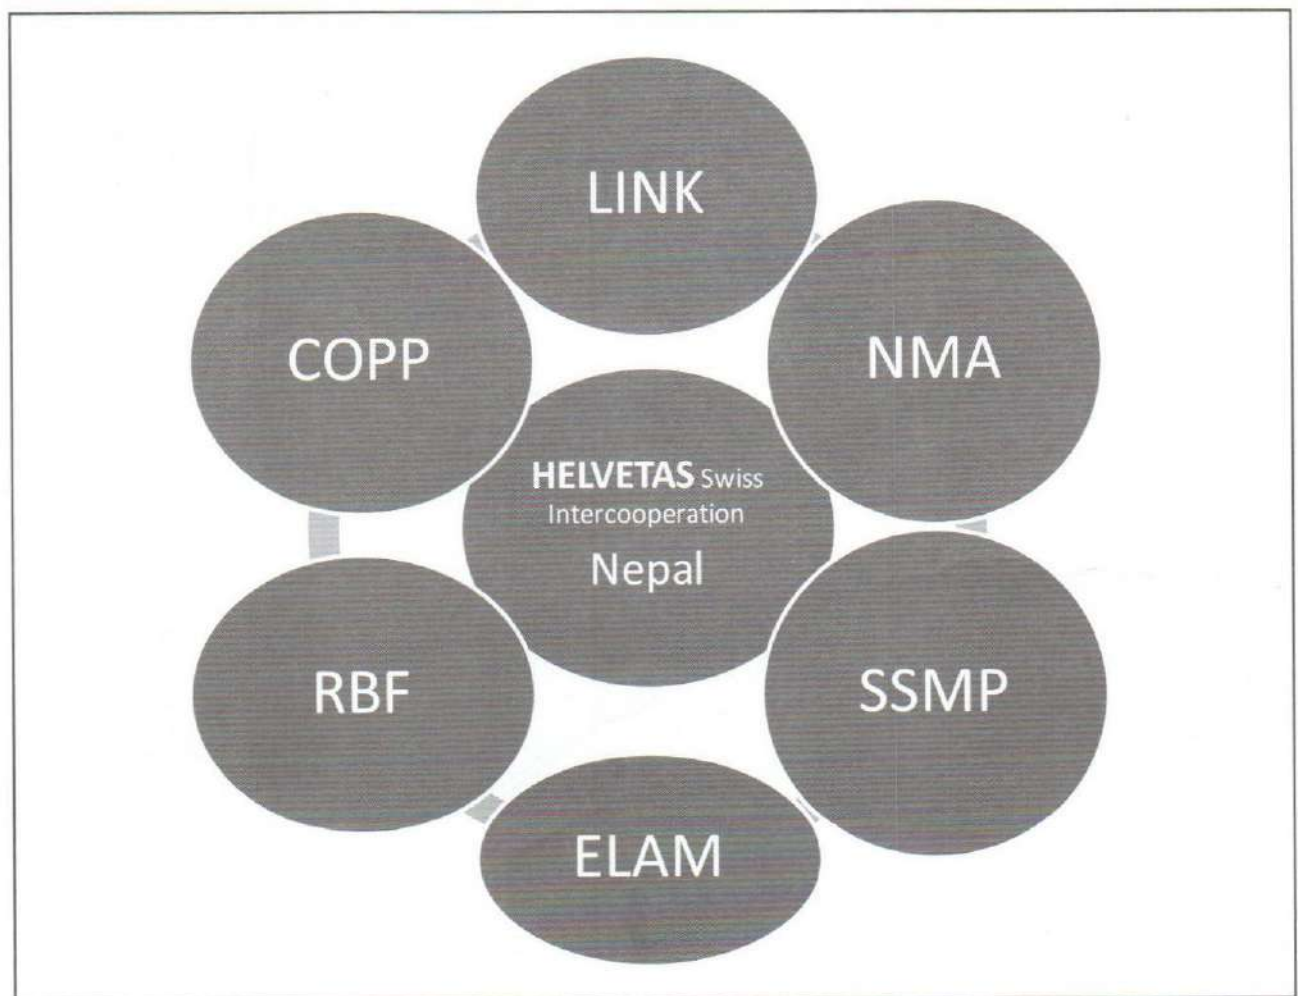 LINK
COPP
NMA
HELVETAS Swiss
Intercooperation
Nepal
RBF
SSMP
ELAM